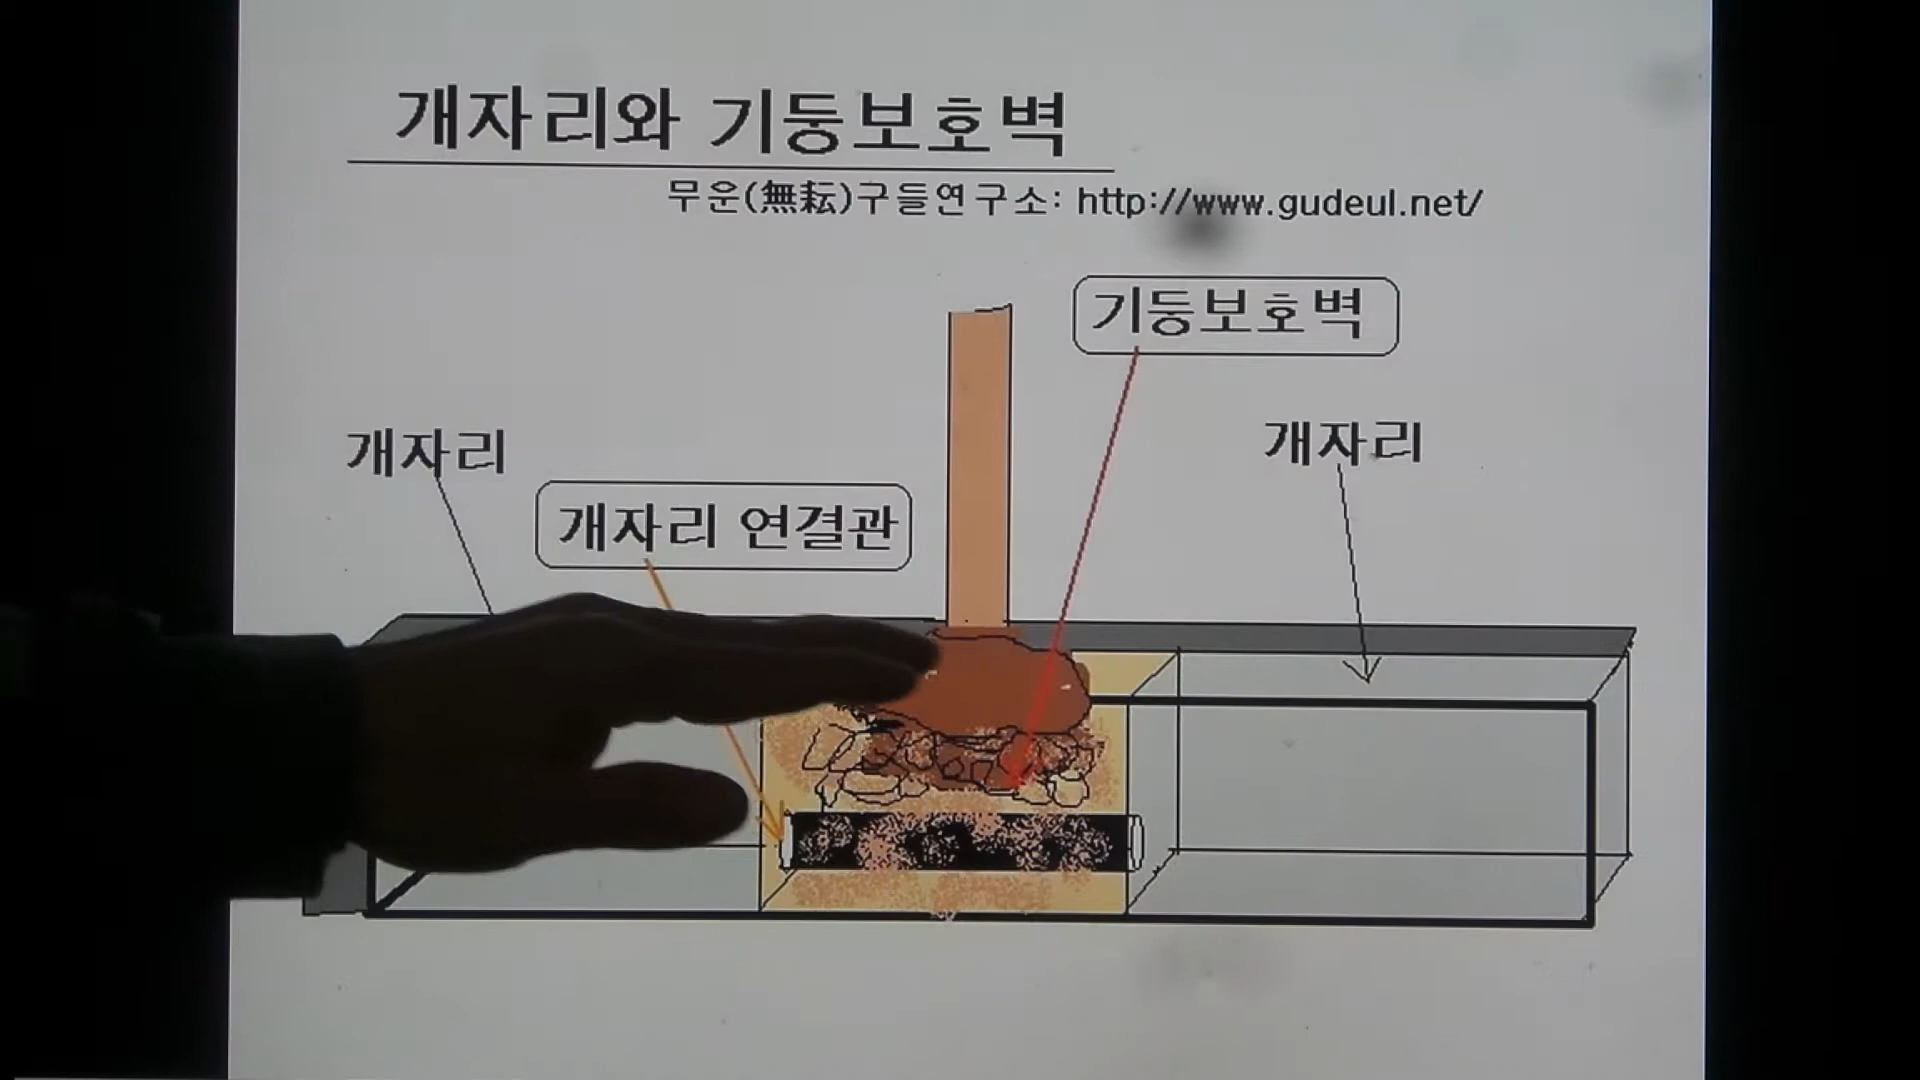 개자리와 기둥보호벽
무운(無耘)구들연구소: http://www.gudeul.net/
기둥보호벽
개자리
개자리
개자리 연결관